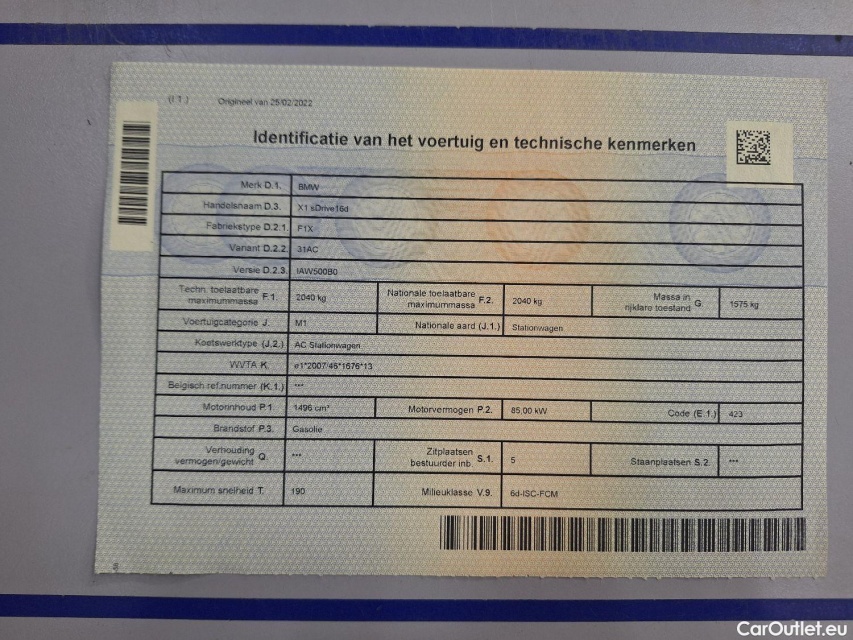 (I 1) Origineel van 25/02/2022
Identificatie van het voertuig en technische kenmerken
Merk D.1. BMW
Handelsnaam D.3. X1 sDrive16d
Fabriekstype D.2.1. F1X
Variant D.2.2. 31AC
Versie D.2.3. IAW500B0
Techn. toelaatbare maximummassa F.1. 2040 kg Nationale toelaatbare maximummassa F.2. 2040 kg Massa in rijklare toestand G. 1575 kg
Voertuigcategorie J. M1 Nationale aard (J.1.) Stationwagen
Koetswerktype (J.2.) AC Stationwagen
WVTA K. e1*2007/46*1676*13
Belgisch ref.nummer (K.1.) ***
Motorinhoud P.1. 1496 cm³ Motorvermogen P.2. 85,00 kW Code (E.1.) 423
Brandstof P.3. Gasolie
Verhouding vermogen/gewicht Q. *** Zitplaatsen bestuurder inb. S.1. 5 Staanplaatsen S.2. ***
Maximum snelheid T. 190 Milieuklasse V.9. 6d-ISC-FCM
CarOutlet.eu